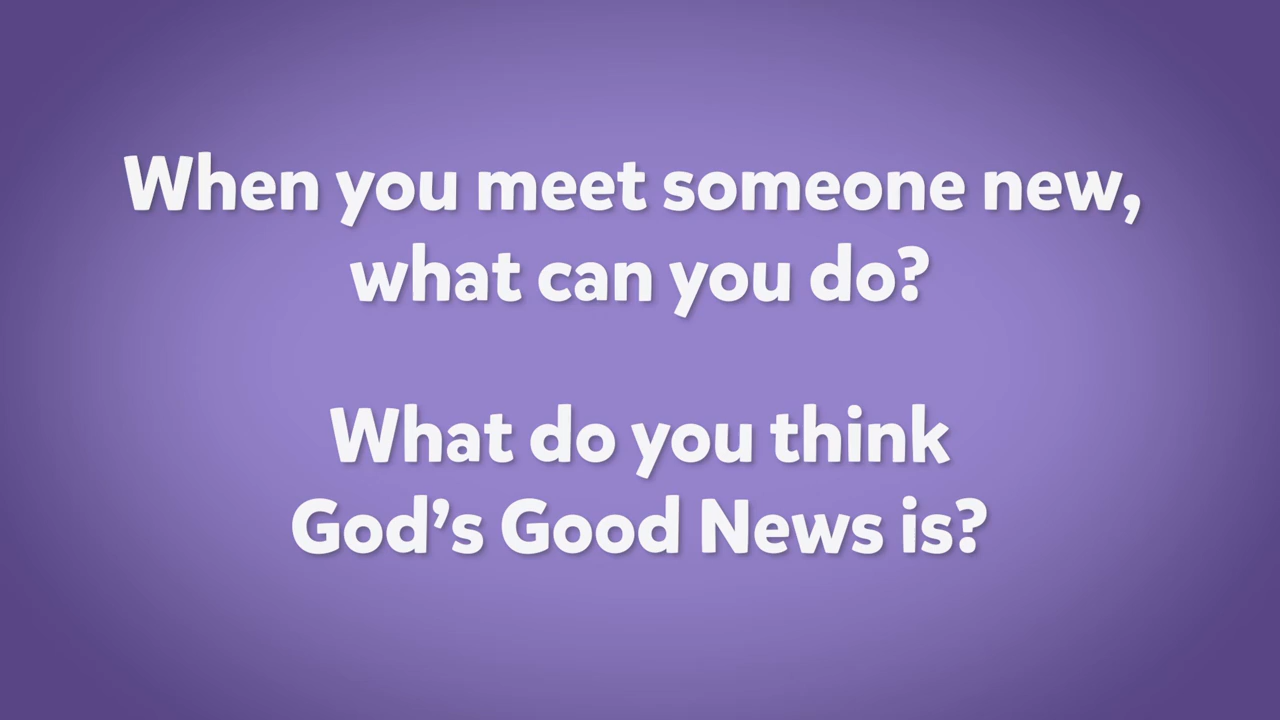 When you meet someone new,
what can you do?
What do you think
God’s Good News is?